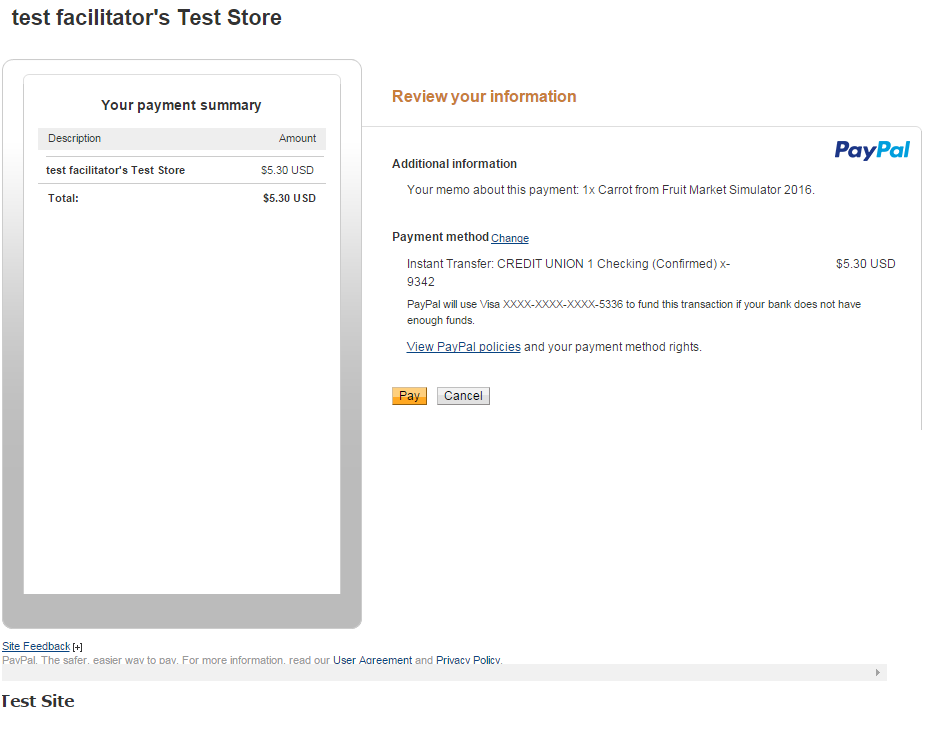 test facilitator's Test Store
Your payment summary
Description Amount
test facilitator's Test Store $5.30 USD
Total: $5.30 USD
Review your information
PayPal
Additional information
Your memo about this payment: 1x Carrot from Fruit Market Simulator 2016.
Payment method Change
Instant Transfer: CREDIT UNION 1 Checking (Confirmed) x-
9342
$5.30 USD
PayPal will use Visa XXXX-XXXX-XXXX-5336 to fund this transaction if your bank does not have
enough funds.
View PayPal policies and your payment method rights.
Pay Cancel
Site Feedback [+]
PayPal. The safer, easier way to pay. For more information, read our User Agreement and Privacy Policy.
Test Site